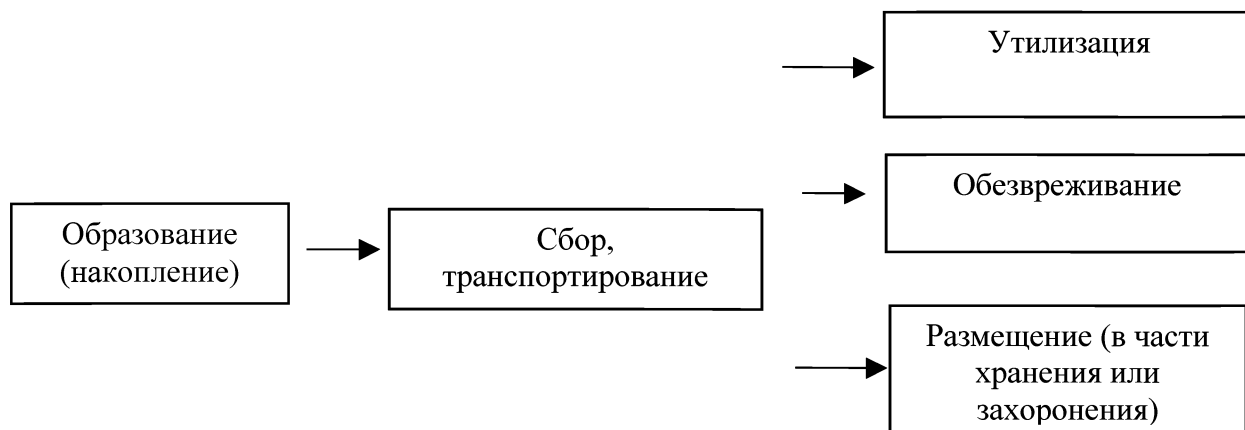 Утилизация
Обезвреживание
Образование
(накопление)
Сбор,
транспортирование
Размещение (в части
хранения или
захоронения)